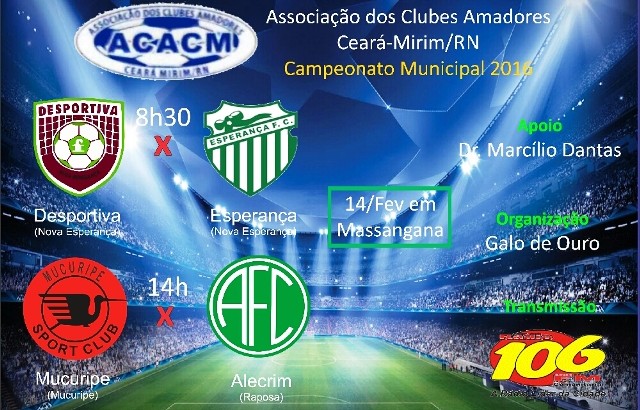 ASSOCIAÇÃO DOS CLUBES AMADORES
ACACM
CEARÁ MIRIM/RN
Associação dos Clubes Amadores
Ceará-Mirim/RN
Campeonato Municipal 2016
DESPORTIVA
8h30
X
ESPERANÇA F.C.
Desportiva
(Nova Esperança)
Esperança
(Nova Esperança)
14/Fev em
Massangana
Apoio
Dr. Marcílio Dantas
Organização
Galo de Ouro
MUCURIPE
SPORT CLUB
14h
X
AFC
Mucuripe
(Mucuripe)
Alecrim
(Raposa)
Transmissão
106